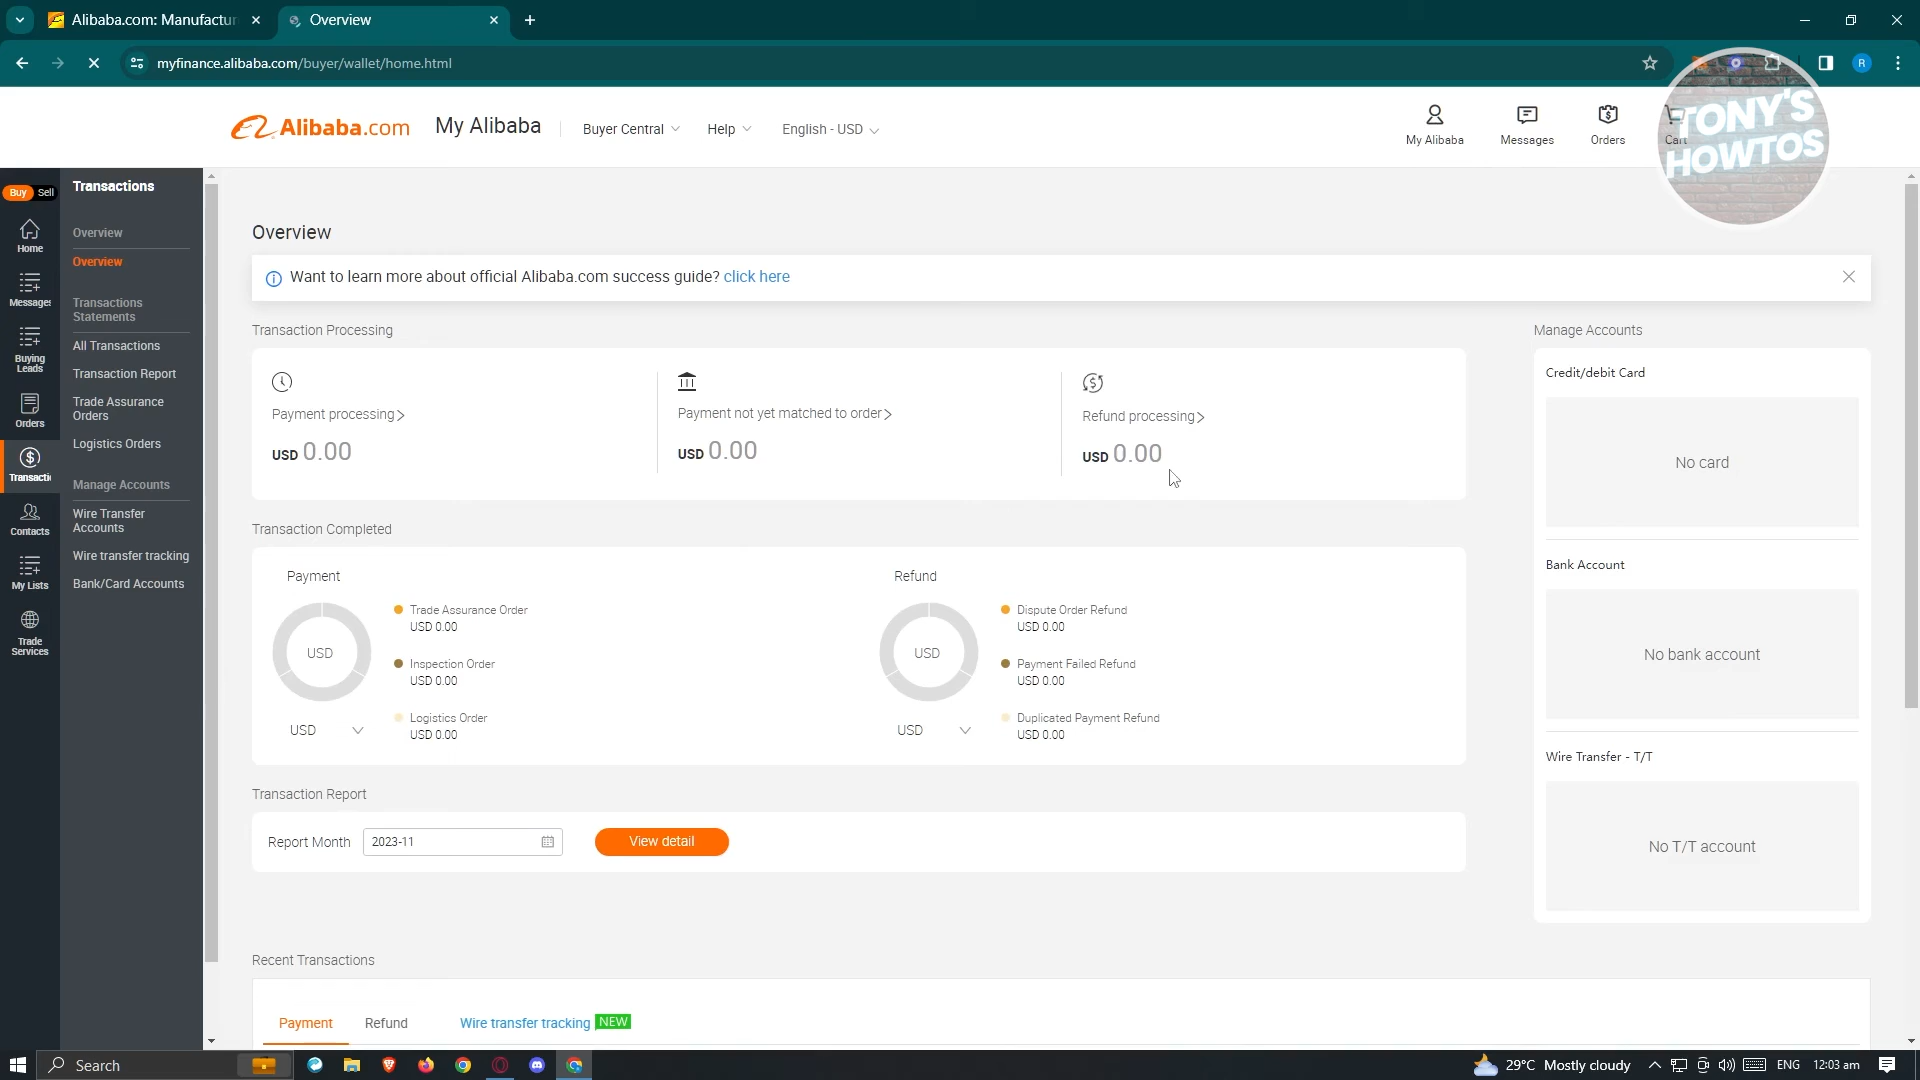 Alibaba.com: Manufactur
Overview
myfinance.alibaba.com/buyer/wallet/home.html
R
Alibaba.com
My Alibaba
Buyer Central
Help
English - USD
My Alibaba
Messages
Orders
Cart
TONY'S
HOWTOS
Buy
Sell
Home
Messages
Buying
Leads
Orders
Transacti
Contacts
My Lists
Trade
Services
Transactions
Overview
Overview
Transactions
Statements
All Transactions
Transaction Report
Trade Assurance
Orders
Logistics Orders
Manage Accounts
Wire Transfer
Accounts
Wire transfer tracking
Bank/Card Accounts
Overview
Want to learn more about official Alibaba.com success guide? click here
Transaction Processing
Payment processing
USD 0.00
Payment not yet matched to order
USD 0.00
Refund processing
USD 0.00
Transaction Completed
Payment
USD
USD
Trade Assurance Order
USD 0.00
Inspection Order
USD 0.00
Logistics Order
USD 0.00
Refund
USD
USD
Dispute Order Refund
USD 0.00
Payment Failed Refund
USD 0.00
Duplicated Payment Refund
USD 0.00
Transaction Report
Report Month
2023-11
View detail
Manage Accounts
Credit/debit Card
No card
Bank Account
No bank account
Wire Transfer - T/T
No T/T account
Recent Transactions
Payment
Refund
Wire transfer tracking NEW
Search
29°C Mostly cloudy
ENG
12:03 am